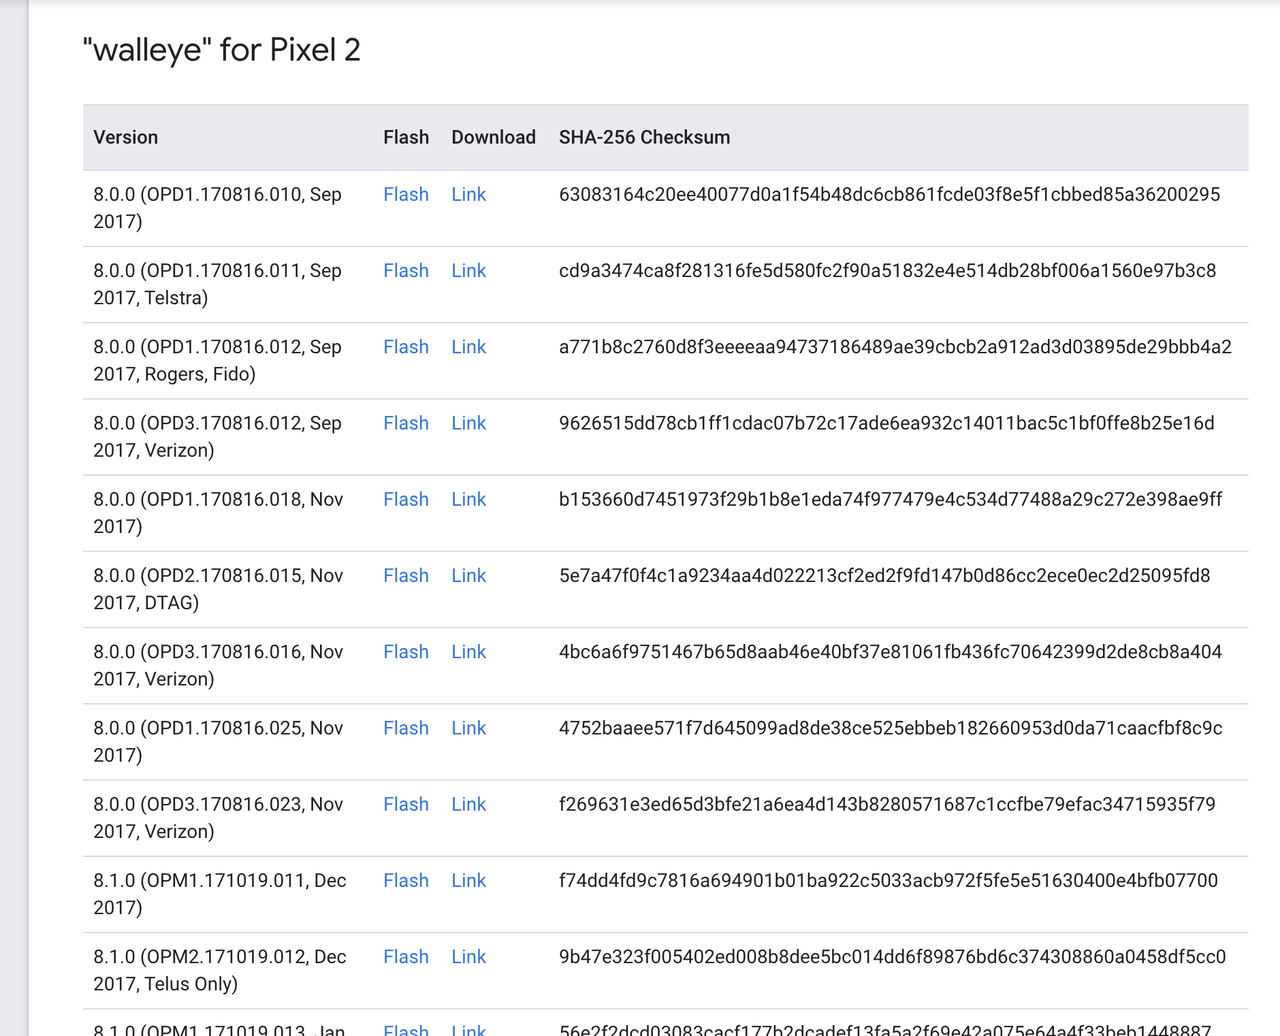 "walleye" for Pixel 2
Version Flash Download SHA-256 Checksum
8.0.0 (OPD1.170816.010, Sep Flash Link 63083164c20ee40077d0a1f54b48dc6cb861fcde03f8e5f1cbbed85a36200295
2017)
8.0.0 (OPD1.170816.011, Sep Flash Link cd9a3474ca8f281316fe5d580fc2f90a51832e4e514db28bf006a1560e97b3c8
2017, Telstra)
8.0.0 (OPD1.170816.012, Sep Flash Link a771b8c2760d8f3eeeeaa94737186489ae39cbcb2a912ad3d03895de29bbb4a2
2017, Rogers, Fido)
8.0.0 (OPD3.170816.012, Sep Flash Link 9626515dd78cb1ff1cdac07b72c17ade6ea932c14011bac5c1bf0ffe8b25e16d
2017, Verizon)
8.0.0 (OPD1.170816.018, Nov Flash Link b153660d7451973f29b1b8e1eda74f977479e4c534d77488a29c272e398ae9ff
2017)
8.0.0 (OPD2.170816.015, Nov Flash Link 5e7a47f0f4c1a9234aa4d022213cf2ed2f9fd147b0d86cc2ece0ec2d25095fd8
2017, DTAG)
8.0.0 (OPD3.170816.016, Nov Flash Link 4bc6a6f9751467b65d8aab46e40bf37e81061fb436fc70642399d2de8cb8a404
2017, Verizon)
8.0.0 (OPD1.170816.025, Nov Flash Link 4752baaee571f7d645099ad8de38ce525ebbeb182660953d0da71caacfbf8c9c
2017)
8.0.0 (OPD3.170816.023, Nov Flash Link f269631e3ed65d3bfe21a6ea4d143b8280571687c1ccfbe79efac34715935f79
2017, Verizon)
8.1.0 (OPM1.171019.011, Dec Flash Link f74dd4fd9c7816a694901b01ba922c5033acb972f5fe5e51630400e4bfb07700
2017)
8.1.0 (OPM2.171019.012, Dec Flash Link 9b47e323f005402ed008b8dee5bc014dd6f89876bd6c374308860a0458df5cc0
2017, Telus Only)
8.1.0 (OPM1.171019.013, Jan Flash Link 56e2f2dcd03083cacf177b2dcadef13fa5a2f69e42a075e64a4f33beb1448887